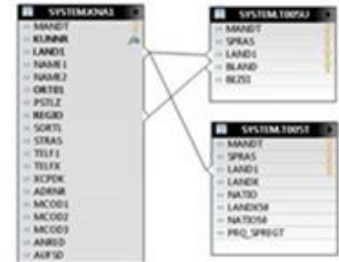 SYSTEM.KNA1
MANDT
KUNNR
LAND1
NAME1
NAME2
ORT01
PSTLZ
REGIO
SORTL
STRAS
TELF1
TELFX
XCPDK
ADRNR
MCOD1
MCOD2
MCOD3
ANRED
AUFSD
SYSTEM.T005U
MANDT
SPRAS
LAND1
BLAND
BEZEI
SYSTEM.T005T
MANDT
SPRAS
LAND1
LANDX
NATIO
LANDX50
NATIO50
PRQ_SPREGT